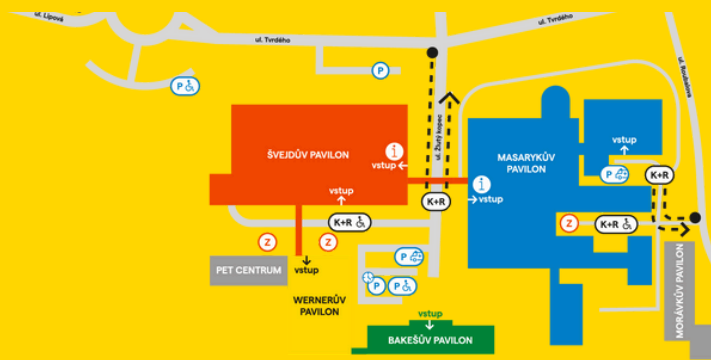 ul. Lipová
ul. Tvrdého
ul. Tvrdého
ul. Roubalova
P
P
ul. Žlutý kopec
ŠVEJDŮV PAVILON
i
vstup
MASARYKŮV
PAVILON
vstup
P
K+R
i
vstup
vstup
K+R
K+R
Z
K+R
Z
Z
PET CENTRUM
vstup
P
P
P
WERNERŮV
PAVILON
MORÁVKŮV PAVILON
vstup
BAKEŠŮV PAVILON